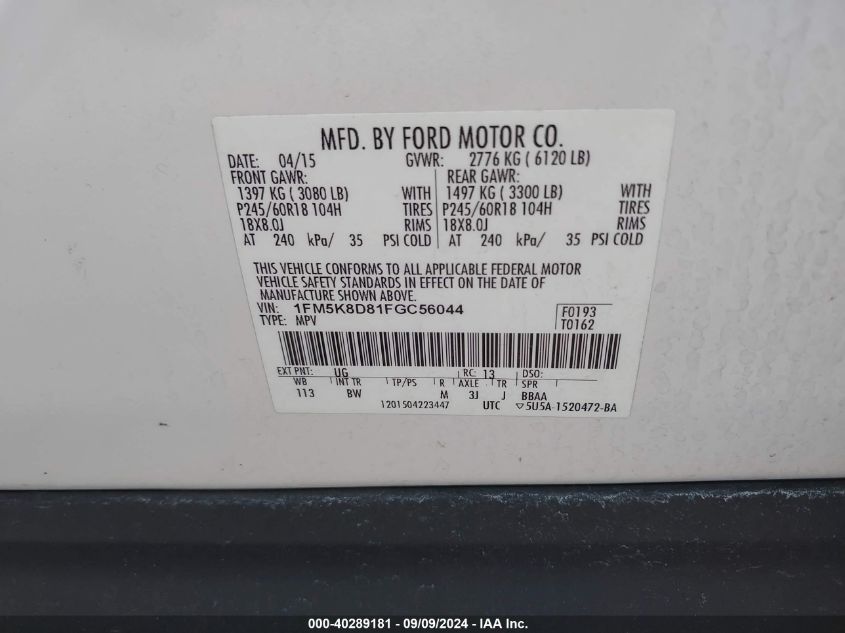 MFD. BY FORD MOTOR CO.
DATE: 04/15 GVWR: 2776 KG ( 6120 LB)
FRONT GAWR: REAR GAWR:
1397 KG ( 3080 LB) WITH 1497 KG ( 3300 LB) WITH
P245/60R18 104H TIRES P245/60R18 104H TIRES
18X8.0J RIMS 18X8.0J RIMS
AT 240 kPa/ 35 PSI COLD AT 240 kPa/ 35 PSI COLD
THIS VEHICLE CONFORMS TO ALL APPLICABLE FEDERAL MOTOR
VEHICLE SAFETY STANDARDS IN EFFECT ON THE DATE OF
MANUFACTURE SHOWN ABOVE.
VIN: 1FM5K8D81FGC56044 F0193
TYPE: MPV T0162
EXT PNT: UG RC: 13 DSO:
WB INT TR TP/PS R AXLE TR SPR
113 BW M 3J J BBAA
1201504223447 UTC ▽5U5A-1520472-BA
000-40289181 - 09/09/2024 - IAA Inc.